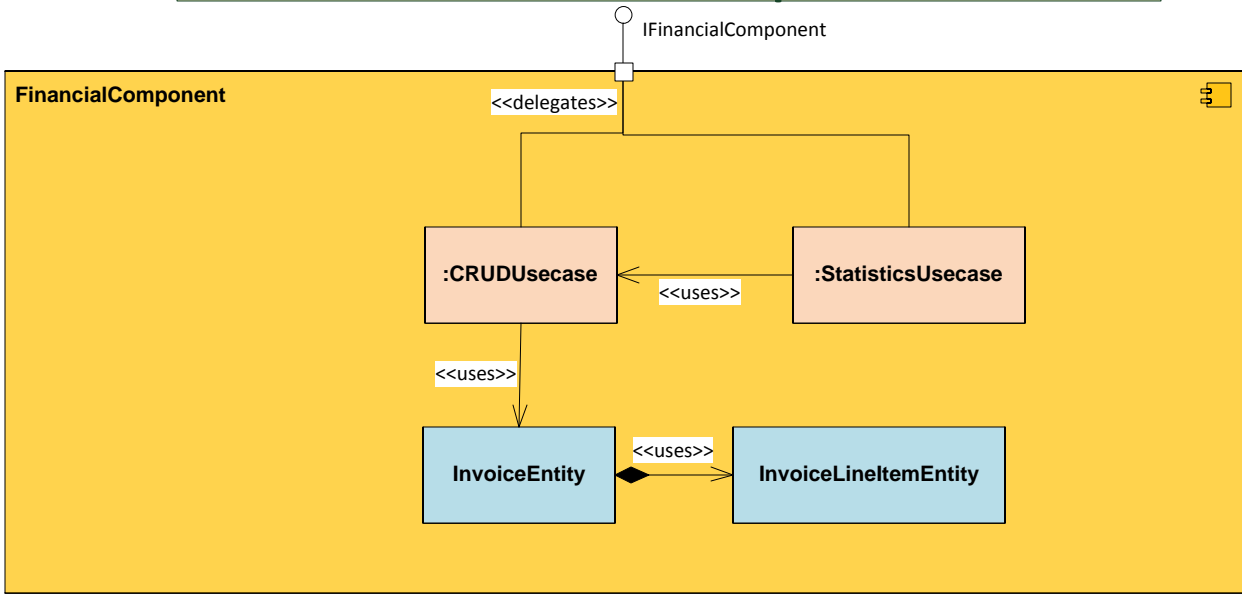 IFinancialComponent
FinancialComponent
<<delegates>>
:CRUDUsecase
:StatisticsUsecase
<<uses>>
<<uses>>
<<uses>>
InvoiceEntity
InvoiceLineItemEntity